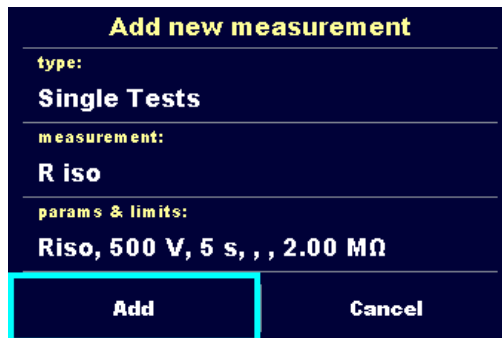 Add new measurement
type:
Single Tests
measurement:
R iso
params & limits:
Riso, 500 V, 5 s, , , 2.00 MΩ
Add Cancel